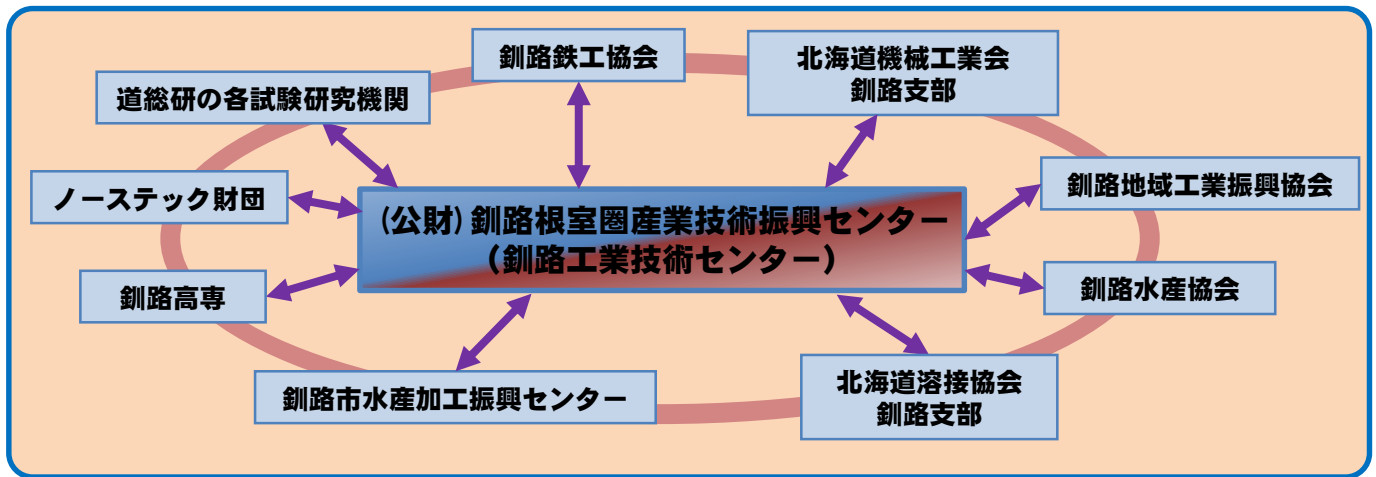 釧路鉄工協会
北海道機械工業会
釧路支部
道総研の各試験研究機関
釧路地域工業振興協会
ノーステック財団
(公財)釧路根室圏産業技術振興センター
（釧路工業技術センター）
釧路水産協会
釧路高専
北海道溶接協会
釧路支部
釧路市水産加工振興センター